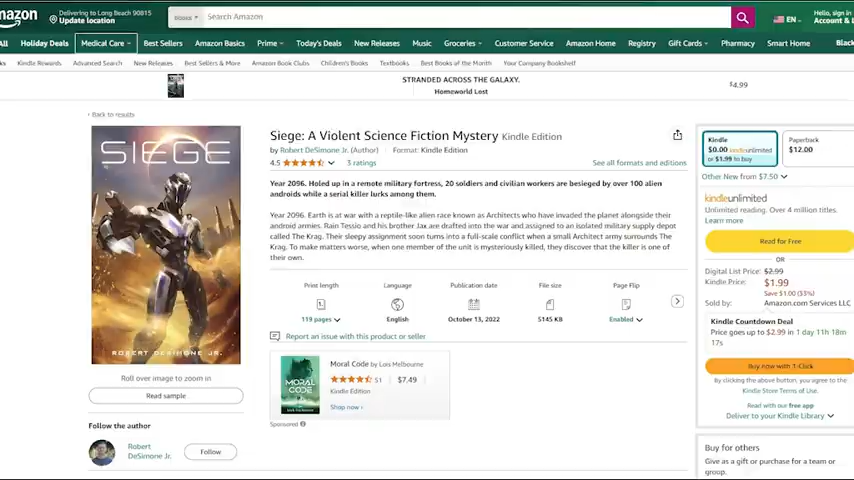 amazon
Delivering to Long Beach 90815
Update location
Books
Search Amazon
EN
Hello, sign in
Account & L
All
Holiday Deals
Medical Care
Best Sellers
Amazon Basics
Prime
Today's Deals
New Releases
Music
Groceries
Customer Service
Amazon Home
Registry
Gift Cards
Pharmacy
Smart Home
Black
ks
Kindle Rewards
Advanced Search
New Releases
Best Sellers & More
Amazon Book Clubs
Children's Books
Textbooks
Best Books of the Month
Your Company Bookshelf
STRANDED ACROSS THE GALAXY.
Homeworld Lost
$4.99
‹ Back to results
SIEGE
ROBERT DESIMONE JR.
Roll over image to zoom in
Read sample
Follow the author
Robert
DeSimone Jr.
Follow
Siege: A Violent Science Fiction Mystery Kindle Edition
by Robert DeSimone Jr. (Author) Format: Kindle Edition
4.5
3 ratings
See all formats and editions
Year 2096. Holed up in a remote military fortress, 20 soldiers and civilian workers are besieged by over 100 alien
androids while a serial killer lurks among them.
Year 2096. Earth is at war with a reptile-like alien race known as Architects who have invaded the planet alongside their
android armies. Rain Tessio and his brother Jax are drafted into the war and assigned to an isolated military supply depot
called The Krag. Their sleepy assignment soon turns into a full-scale conflict when a small Architect army surrounds The
Krag. To make matters worse, when one member of the unit is mysteriously killed, they discover that the killer is one of
their own.
Print length
119 pages
Language
English
Publication date
October 13, 2022
File size
5145 KB
Page Flip
Enabled
Report an issue with this product or seller
MORAL
CODE
Moral Code by Lois Melbourne
51
$7.49
Kindle Edition
Shop now ›
Sponsored
Kindle
$0.00 kindleunlimited
or $1.99 to buy
Paperback
$12.00
Other New from $7.50
kindleunlimited
Unlimited reading. Over 4 million titles.
Learn more
Read for Free
OR
Digital List Price: $2.99
Kindle Price: $1.99
Save $1.00 (33%)
Sold by: Amazon.com Services LLC
Kindle Countdown Deal
Price goes up to $2.99 in 1 day 11h 18m
17s
Buy now with 1-Click
By clicking the above button, you agree to the
Kindle Store Terms of Use.
Read with our free app
Deliver to your Kindle Library
Buy for others
Give as a gift or purchase for a team or
group.